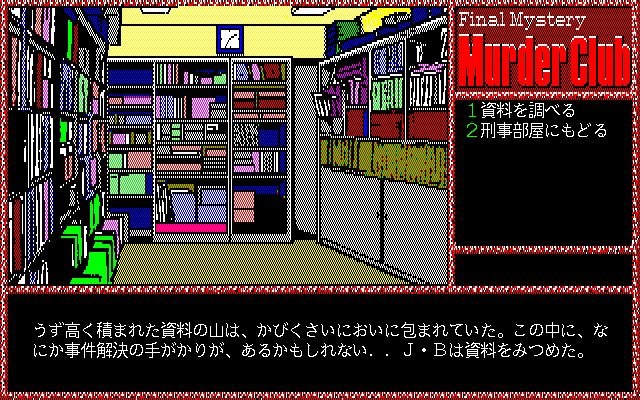 Final Mystery
Murder Club
1資料を調べる
2刑事部屋にもどる
うず高く積まれた資料の山は、かびくさいにおいに包まれていた。この中に、な
にか事件解決の手がかりが、あるかもしれない．．Ｊ・Ｂは資料をみつめた。